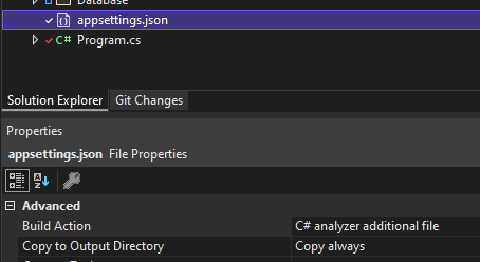 Database
appsettings.json
C# Program.cs
Solution Explorer Git Changes
Properties
appsettings.json File Properties
Advanced
Build Action C# analyzer additional file
Copy to Output Directory Copy always